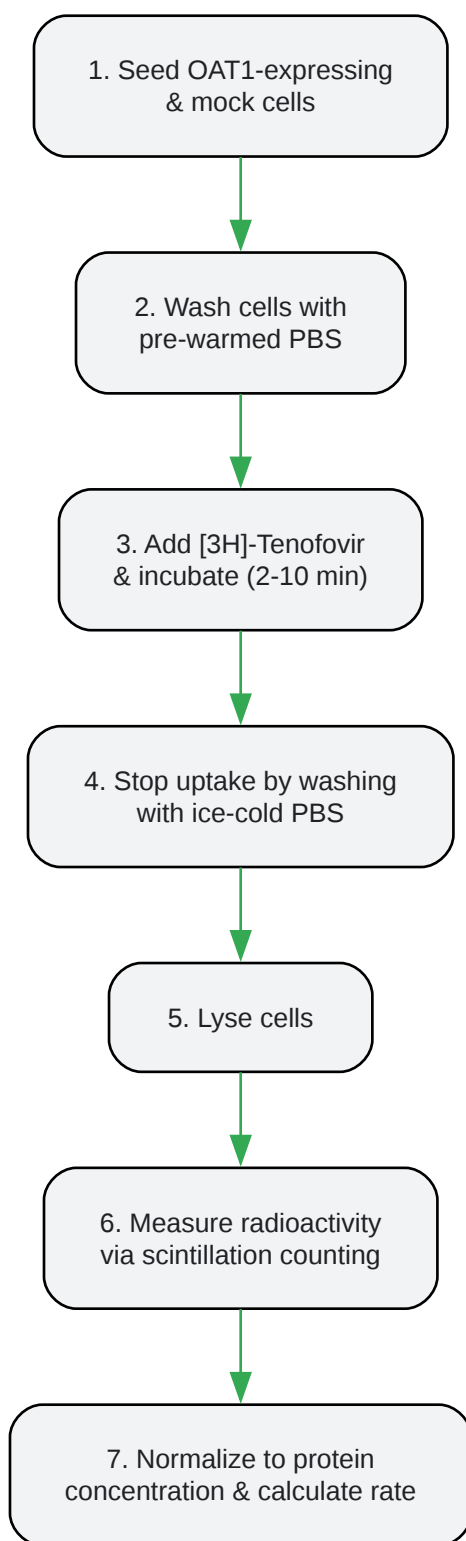 1. Seed OAT1-expressing
& mock cells
2. Wash cells with
pre-warmed PBS
3. Add [3H]-Tenofovir
& incubate (2-10 min)
4. Stop uptake by washing
with ice-cold PBS
5. Lyse cells
6. Measure radioactivity
via scintillation counting
7. Normalize to protein
concentration & calculate rate